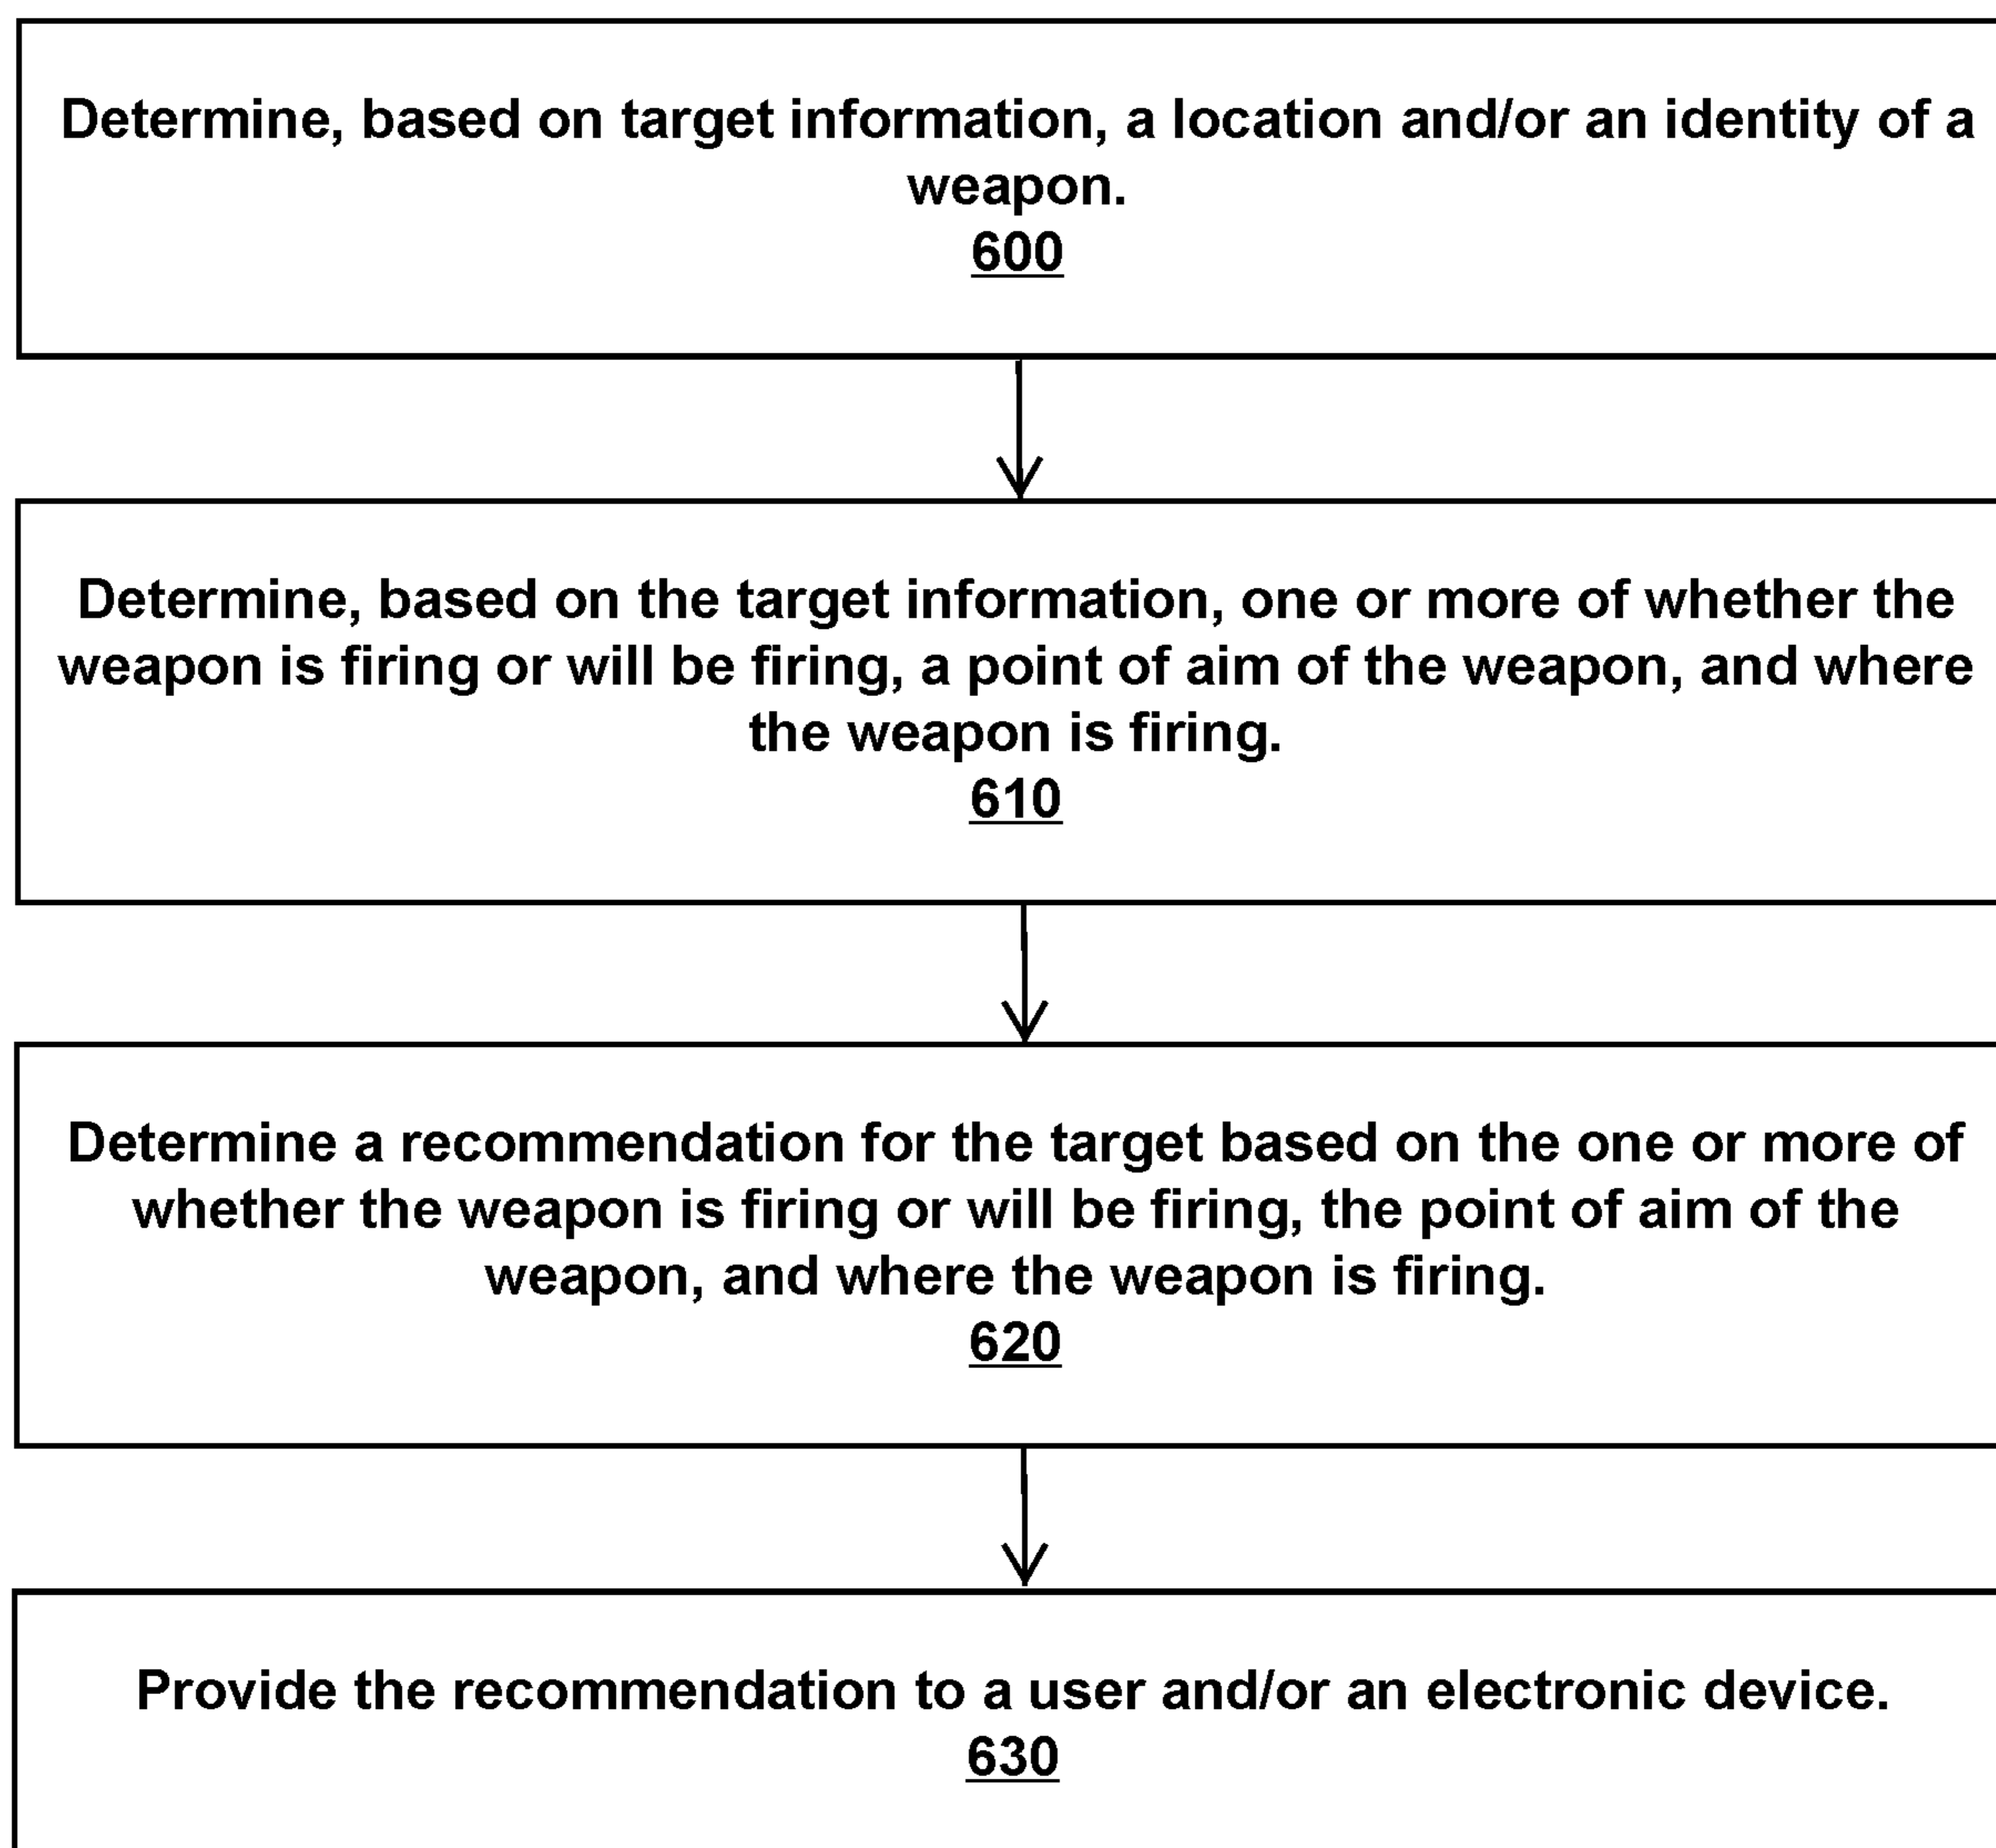 Determine, based on target information, a location and/or an identity of a
weapon.
600
Determine, based on the target information, one or more of whether the
weapon is firing or will be firing, a point of aim of the weapon, and where
the weapon is firing.
610
Determine a recommendation for the target based on the one or more of
whether the weapon is firing or will be firing, the point of aim of the
weapon, and where the weapon is firing.
620
Provide the recommendation to a user and/or an electronic device.
630